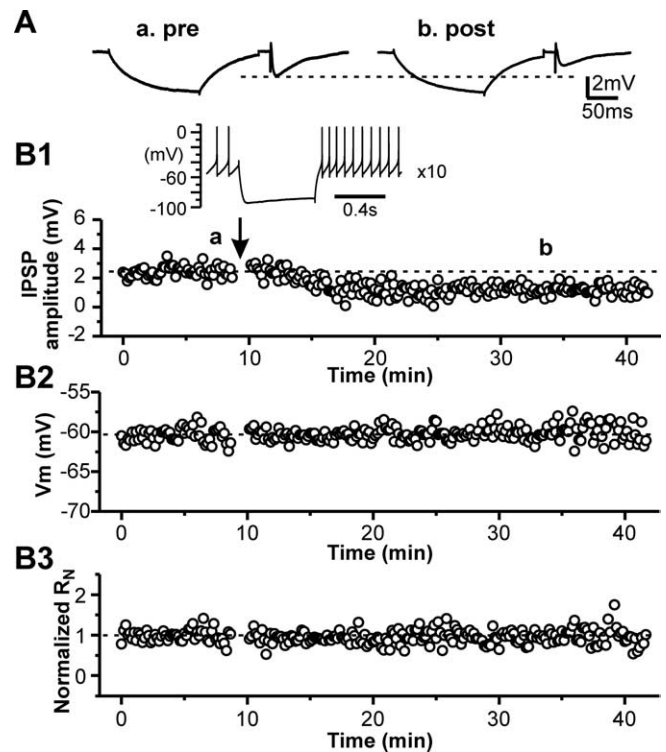 A
a. pre
b. post
2mV
50ms
B1
0
(mV)
-60
-100
x10
0.4s
IPSP
amplitude (mV)
6
4
2
0
-2
a
b
0 10 20 30 40
Time (min)
B2
Vm (mV)
-55
-60
-65
-70
0 10 20 30 40
Time (min)
B3
Normalized RN
2
1
0
0 10 20 30 40
Time (min)